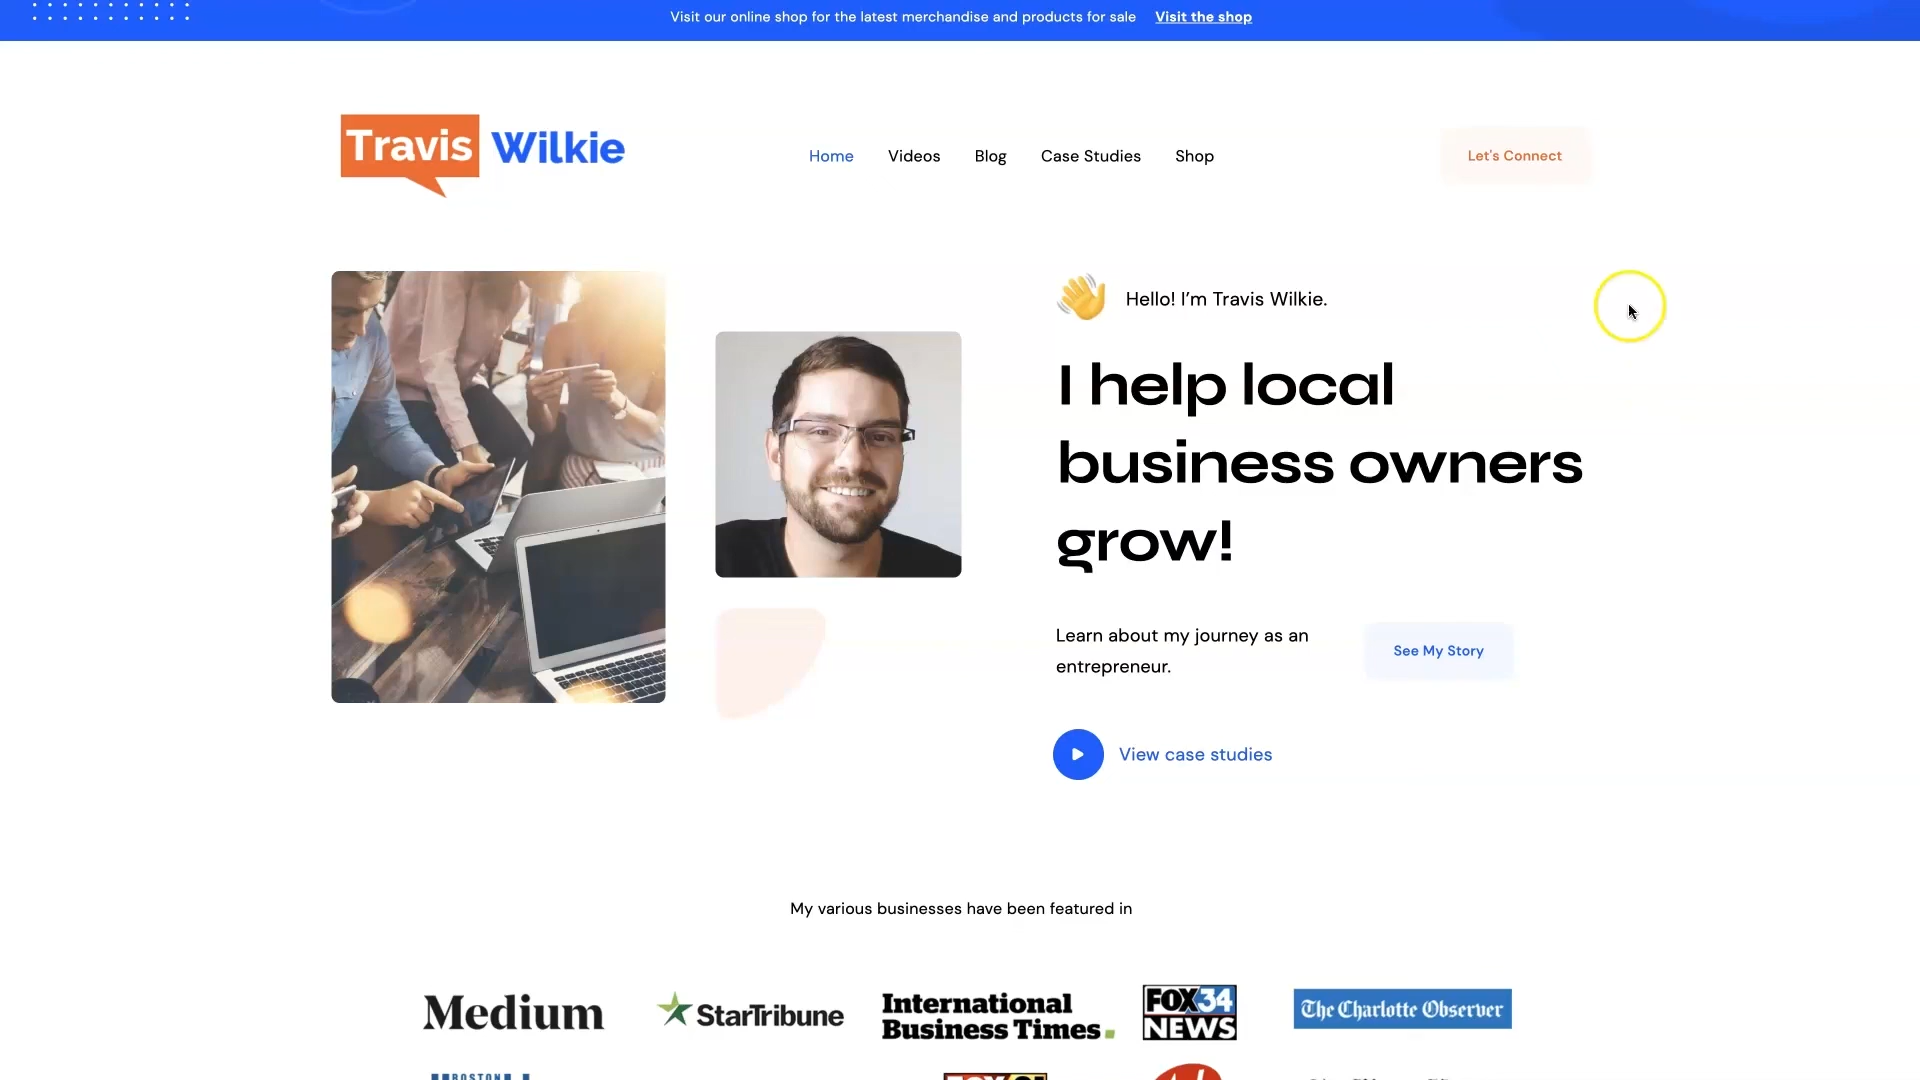 Visit our online shop for the latest merchandise and products for sale Visit the shop
Travis Wilkie
Home Videos Blog Case Studies Shop
Let's Connect
Hello! I'm Travis Wilkie.
I help local
business owners
grow!
Learn about my journey as an
entrepreneur.
See My Story
View case studies
My various businesses have been featured in
Medium
StarTribune
International
Business Times.
FOX 34
NEWS
The Charlotte Observer
BOSTON